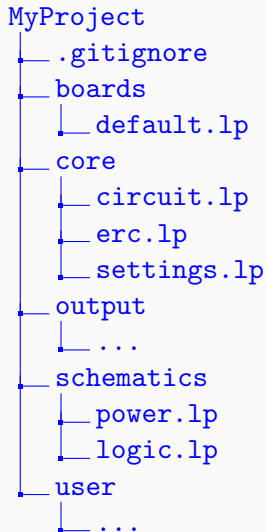 MyProject
.gitignore
boards
default.lp
core
circuit.lp
erc.lp
settings.lp
output
...
schematics
power.lp
logic.lp
user
...